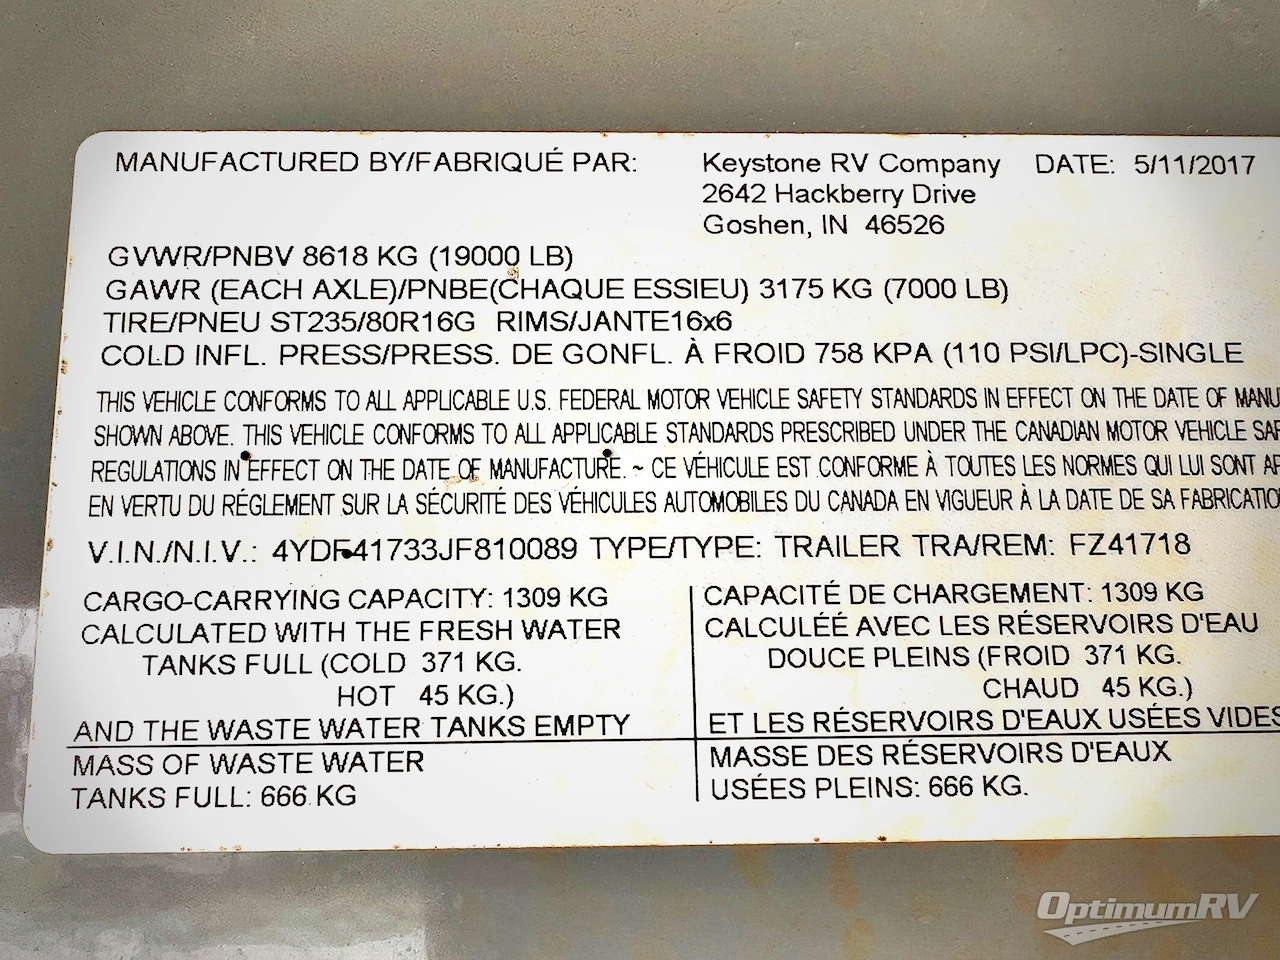 MANUFACTURED BY/FABRIQUÉ PAR: Keystone RV Company DATE: 5/11/2017
2642 Hackberry Drive
Goshen, IN 46526
GVWR/PNBV 8618 KG (19000 LB)
GAWR (EACH AXLE)/PNBE(CHAQUE ESSIEU) 3175 KG (7000 LB)
TIRE/PNEU ST235/80R16G RIMS/JANTE16x6
COLD INFL. PRESS/PRESS. DE GONFL. À FROID 758 KPA (110 PSI/LPC)-SINGLE
THIS VEHICLE CONFORMS TO ALL APPLICABLE U.S. FEDERAL MOTOR VEHICLE SAFETY STANDARDS IN EFFECT ON THE DATE OF MANU
SHOWN ABOVE. THIS VEHICLE CONFORMS TO ALL APPLICABLE STANDARDS PRESCRIBED UNDER THE CANADIAN MOTOR VEHICLE SAF
REGULATIONS IN EFFECT ON THE DATE OF MANUFACTURE. ~ CE VÉHICULE EST CONFORME À TOUTES LES NORMES QUI LUI SONT AP
EN VERTU DU RÉGLEMENT SUR LA SÉCURITÉ DES VÉHICULES AUTOMOBILES DU CANADA EN VIGUEUR À LA DATE DE SA FABRICATIO
V.I.N./N.I.V.: 4YDF41733JF810089 TYPE/TYPE: TRAILER TRA/REM: FZ41718
CARGO-CARRYING CAPACITY: 1309 KG
CALCULATED WITH THE FRESH WATER
TANKS FULL (COLD 371 KG.
HOT 45 KG.)
AND THE WASTE WATER TANKS EMPTY
MASS OF WASTE WATER
TANKS FULL: 666 KG
CAPACITÉ DE CHARGEMENT: 1309 KG
CALCULÉÉ AVEC LES RÉSERVOIRS D'EAU
DOUCE PLEINS (FROID 371 KG.
CHAUD 45 KG.)
ET LES RÉSERVOIRS D'EAUX USÉES VIDES
MASSE DES RÉSERVOIRS D'EAUX
USÉES PLEINS: 666 KG.
OptimumRV